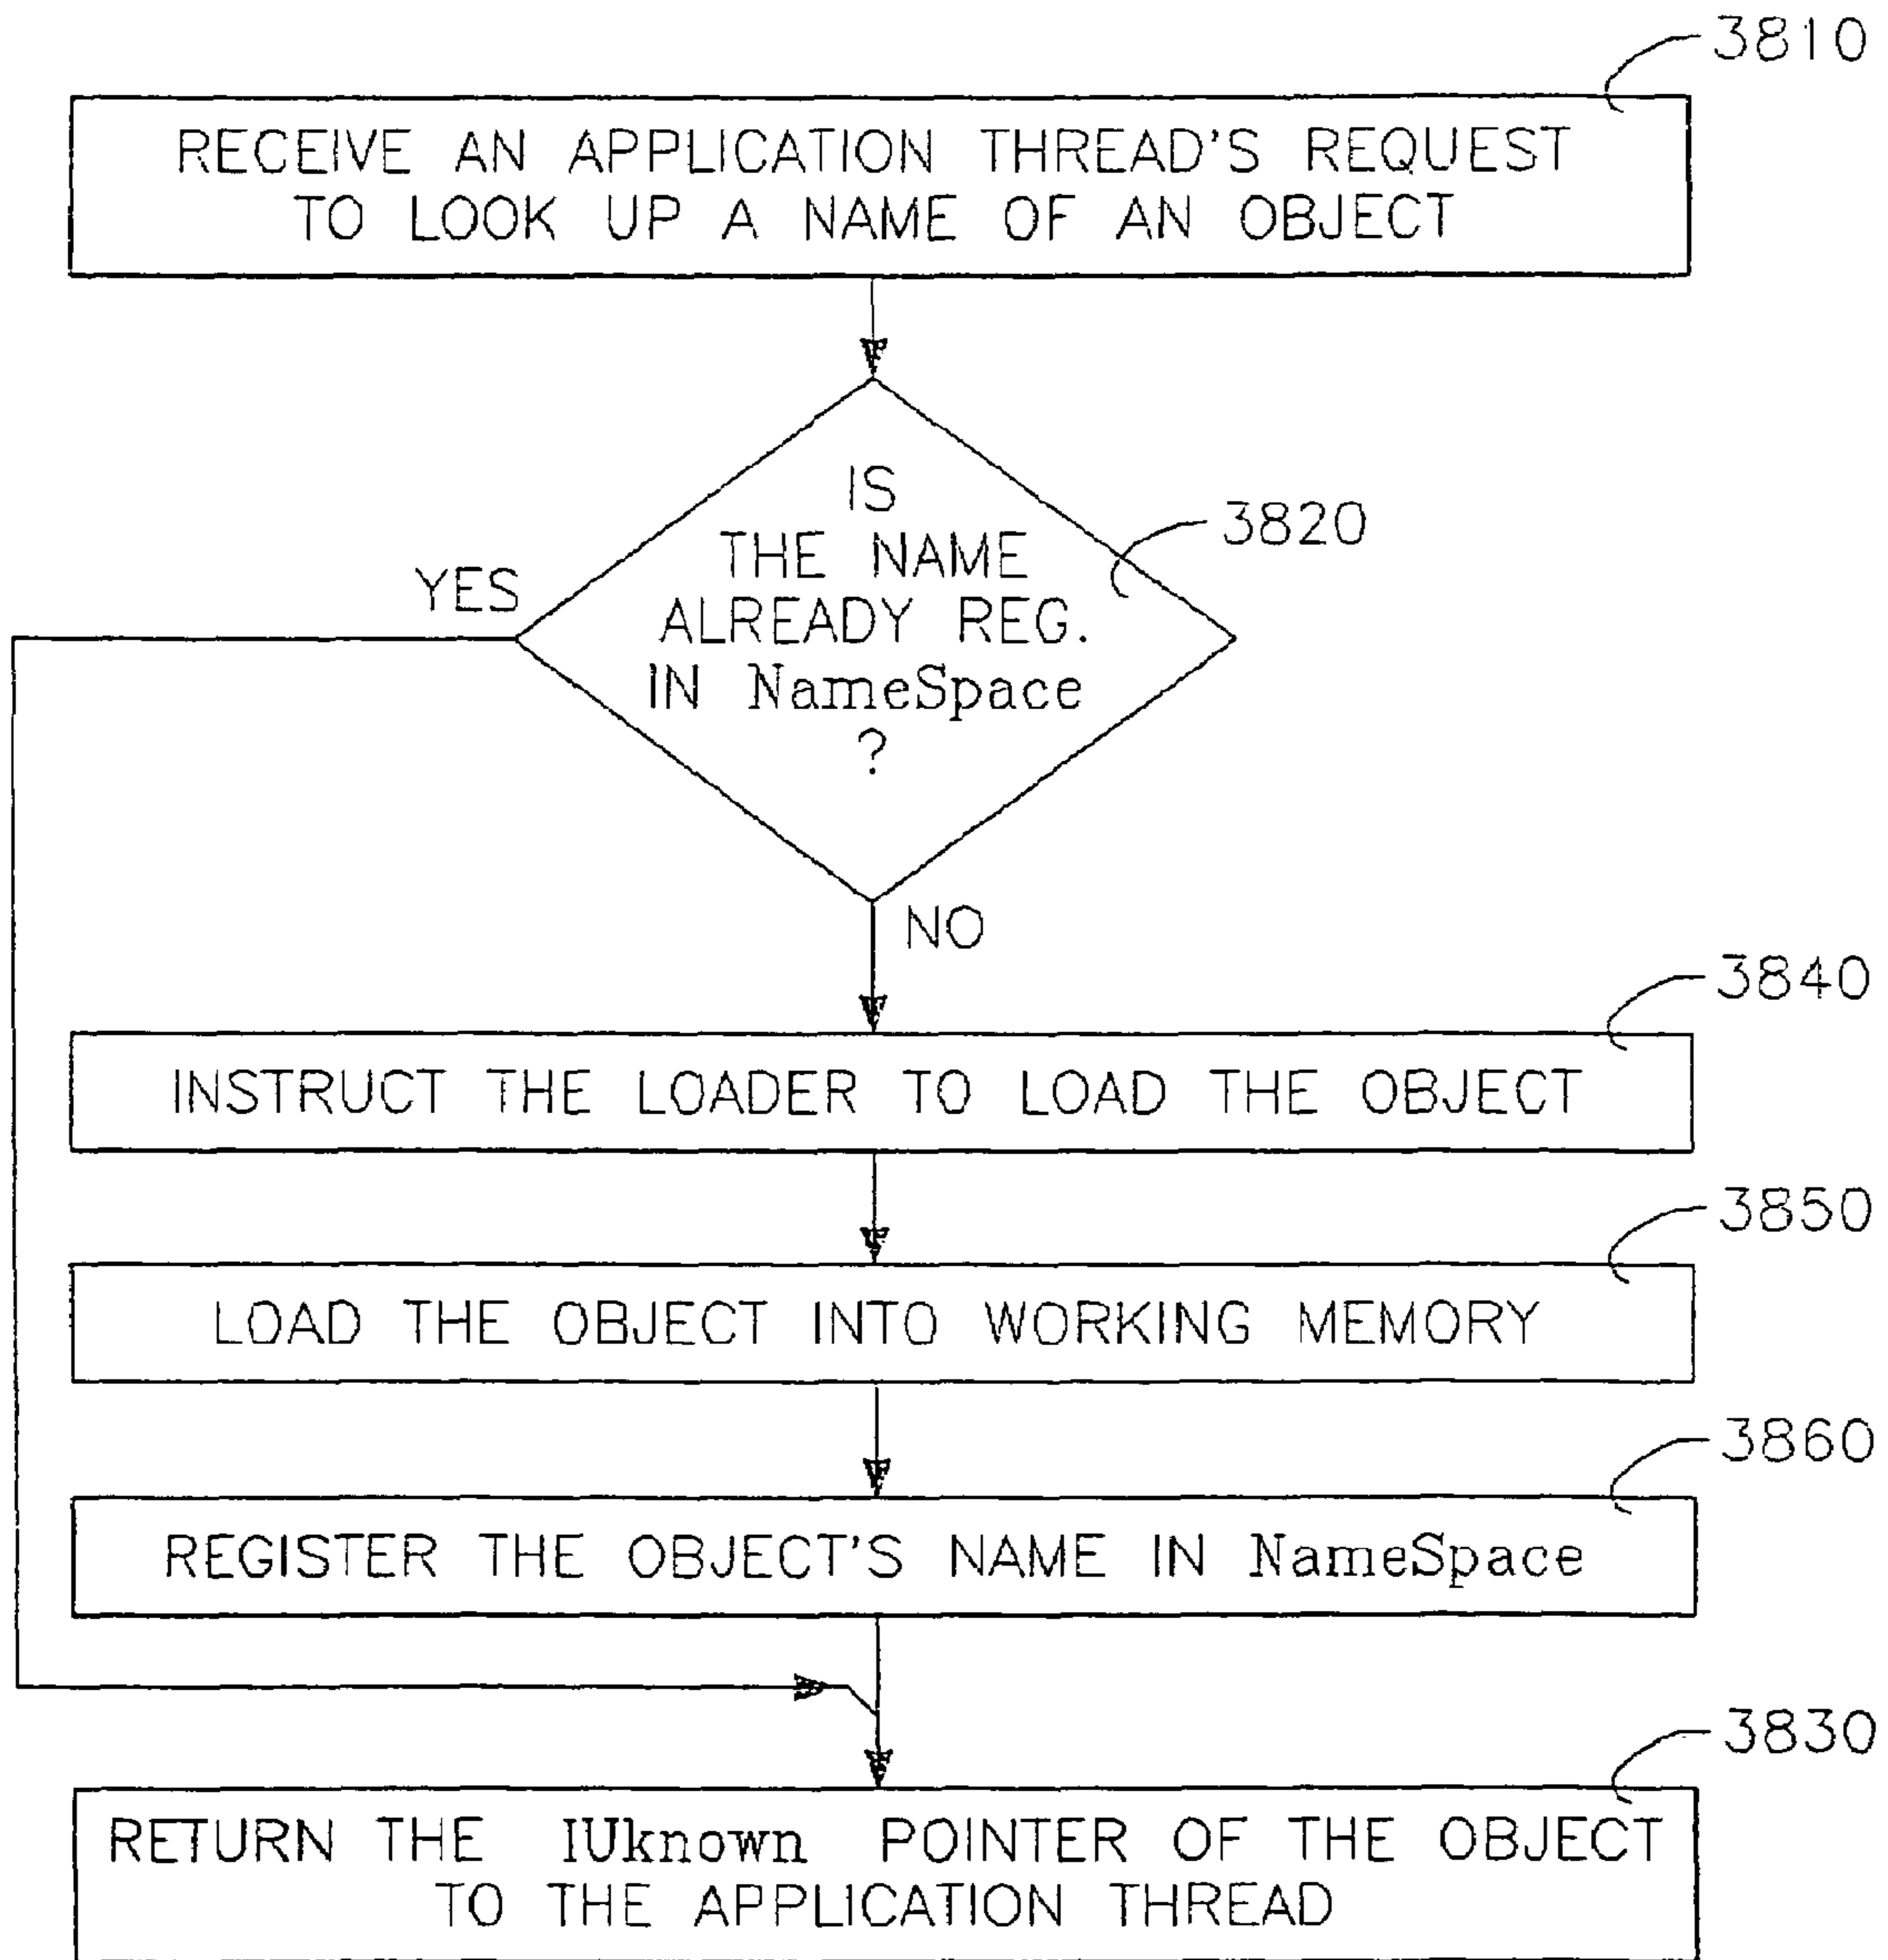 3810
RECEIVE AN APPLICATION THREAD'S REQUEST
TO LOOK UP A NAME OF AN OBJECT
IS
THE NAME
ALREADY REG.
IN NameSpace
?
3820
YES
NO
3840
INSTRUCT THE LOADER TO LOAD THE OBJECT
3850
LOAD THE OBJECT INTO WORKING MEMORY
3860
REGISTER THE OBJECT'S NAME IN NameSpace
3830
RETURN THE IUknown POINTER OF THE OBJECT
TO THE APPLICATION THREAD